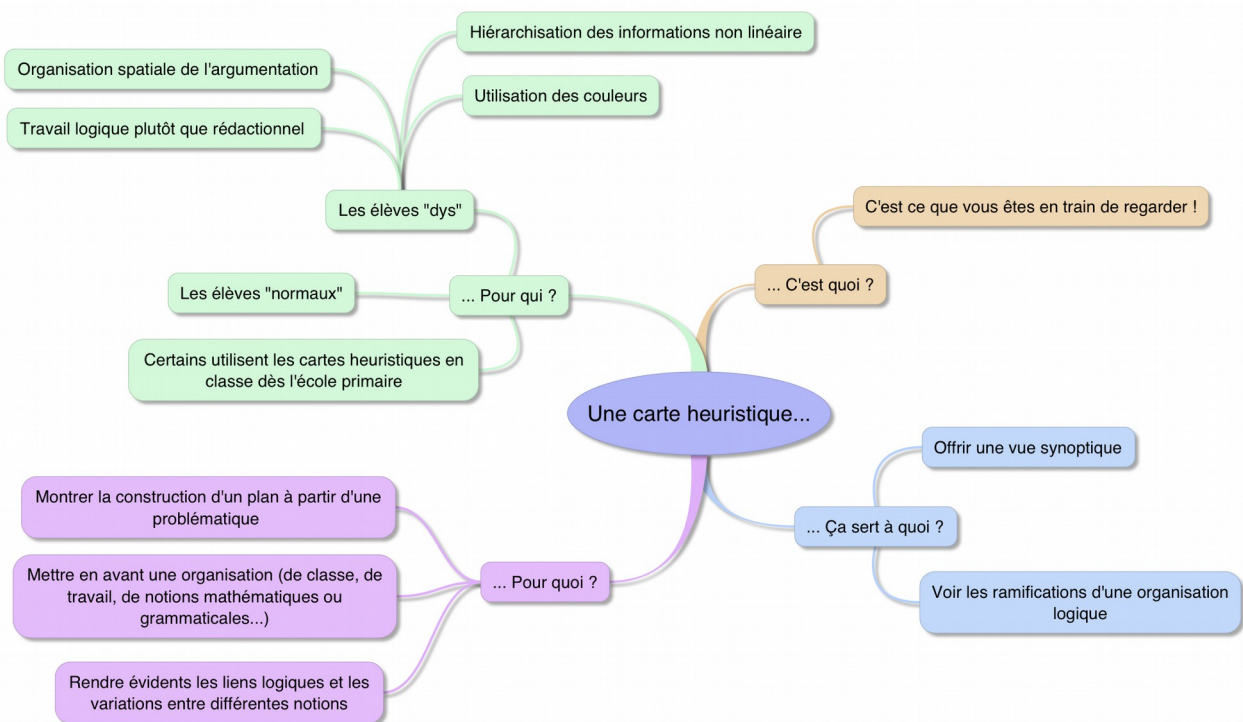 Une carte heuristique...
... C'est quoi ?
C'est ce que vous êtes en train de regarder !
... Ça sert à quoi ?
Offrir une vue synoptique
Voir les ramifications d'une organisation
logique
... Pour quoi ?
Montrer la construction d'un plan à partir d'une
problématique
Mettre en avant une organisation (de classe, de
travail, de notions mathématiques ou
grammaticales...)
Rendre évidents les liens logiques et les
variations entre différentes notions
... Pour qui ?
Les élèves "dys"
Hiérarchisation des informations non linéaire
Utilisation des couleurs
Organisation spatiale de l'argumentation
Travail logique plutôt que rédactionnel
Les élèves "normaux"
Certains utilisent les cartes heuristiques en
classe dès l'école primaire